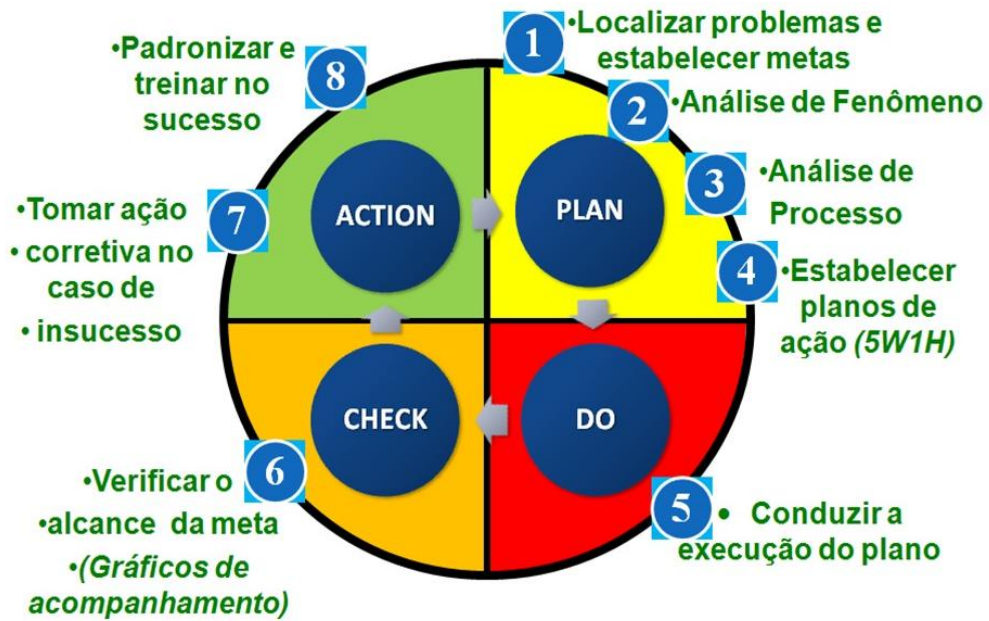 1
•Localizar problemas e
estabelecer metas
2
•Análise de Fenômeno
3
•Análise de
Processo
4
•Estabelecer
planos de
ação (5W1H)
5
• Conduzir a
execução do plano
6
•Verificar o
•alcance da meta
•(Gráficos de
acompanhamento)
7
•Tomar ação
• corretiva no
caso de
• insucesso
8
•Padronizar e
treinar no
sucesso
ACTION
PLAN
CHECK
DO